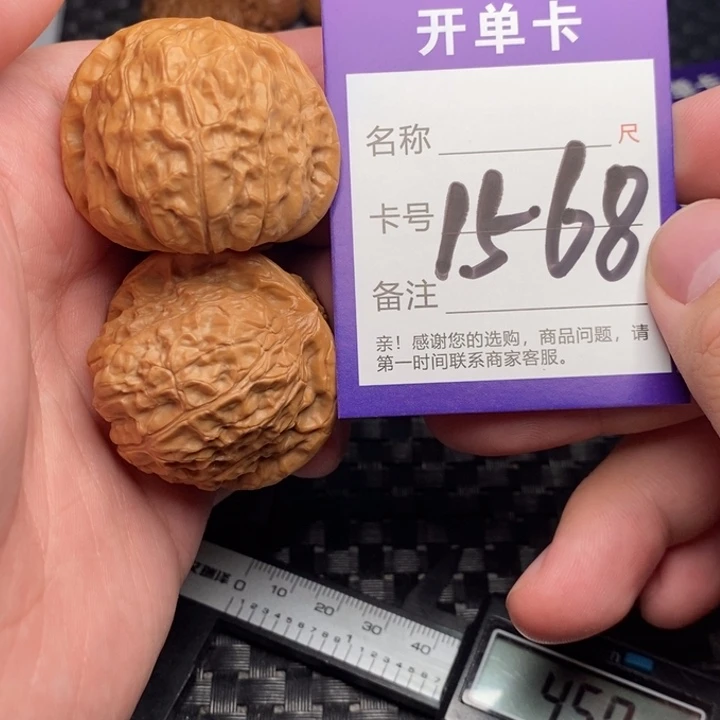 开单卡
名称 尺
卡号 1568
备注
亲！感谢您的选购，商品问题，请
第一时间联系商家客服。
0 10 20 30 40